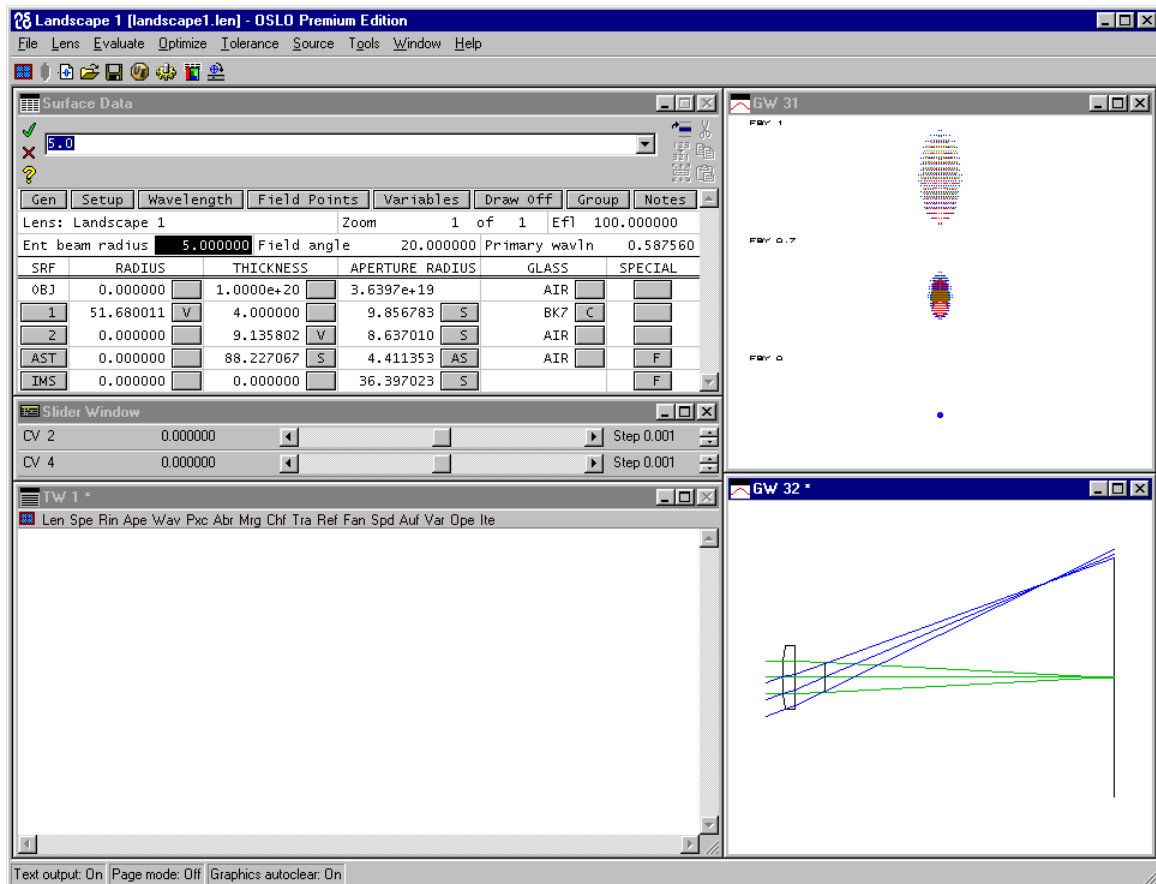 Landscape 1 [landscape1.len] - OSLO Premium Edition
File Lens Evaluate Optimize Tolerance Source Tools Window Help
Surface Data
5.0
Gen Setup Wavelength Field Points Variables Draw Off Group Notes
Lens: Landscape 1 Zoom 1 of 1 Efl 100.000000
Ent beam radius 5.000000 Field angle 20.000000 Primary wavln 0.587560
SRF RADIUS THICKNESS APERTURE RADIUS GLASS SPECIAL
OBJ 0.000000 1.0000e+20 3.6397e+19 AIR
1 51.680011 V 4.000000 9.856783 S BK7 C
2 0.000000 9.135802 V 8.637010 S AIR
AST 0.000000 88.227067 S 4.411353 AS AIR F
IMS 0.000000 0.000000 36.397023 S F
Slider Window
CV 2 0.000000 Step 0.001
CV 4 0.000000 Step 0.001
TW 1 *
Len Spe Rin Ape Wav Pxc Abr Mrg Chf Tra Ref Fan Spd Auf Var Ope Ite
GW 31
FBY 1
FBY 0.7
FBY 0
GW 32 *
Text output: On Page mode: Off Graphics autoclear: On